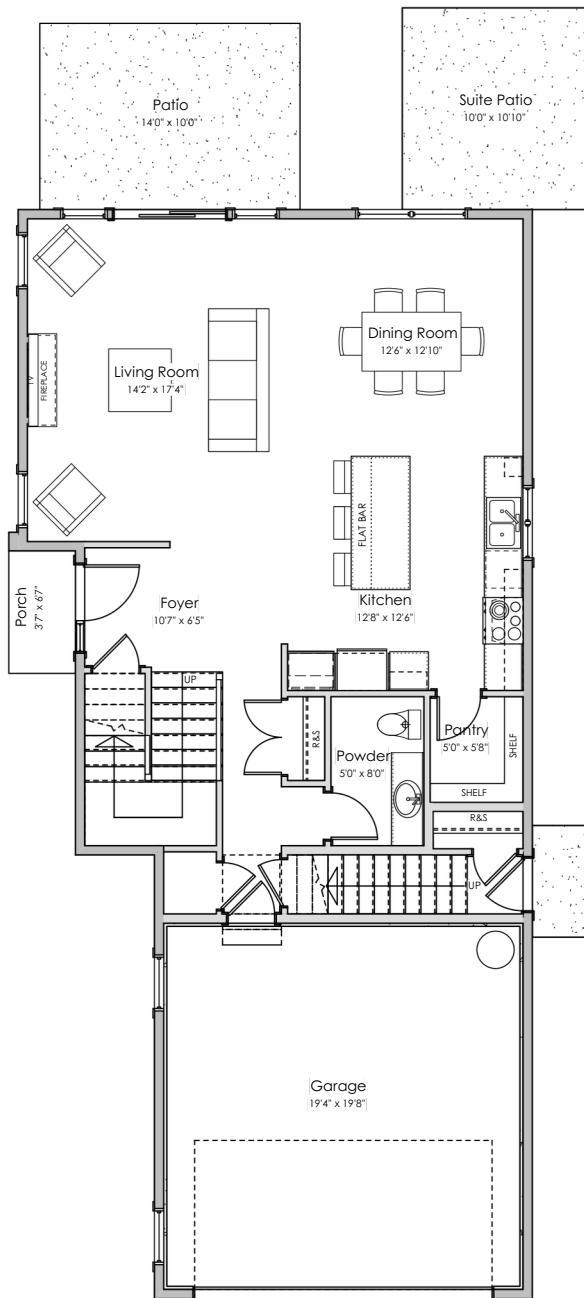 Patio
14'0" x 10'0"
Suite Patio
10'0" x 10'10"
Dining Room
12'6" x 12'10"
Living Room
14'2" x 17'4"
TV
FIREPLACE
FLAT BAR
Kitchen
12'8" x 12'6"
Porch
3'7" x 6'7"
Foyer
10'7" x 6'5"
UP
R&S
Powder
5'0" x 8'0"
Pantry
5'0" x 5'8"
SHELF
SHELF
R&S
UP
Garage
19'4" x 19'8"